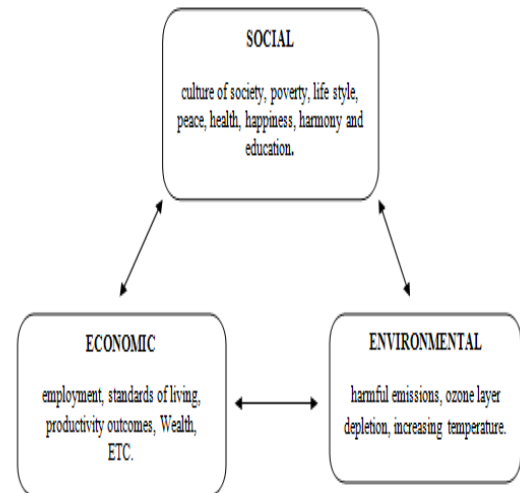 SOCIAL
culture of society, poverty, life style,
peace, health, happiness, harmony and
education.
ECONOMIC
employment, standards of living,
productivity outcomes, Wealth,
ETC.
ENVIRONMENTAL
harmful emissions, ozone layer
depletion, increasing temperature.